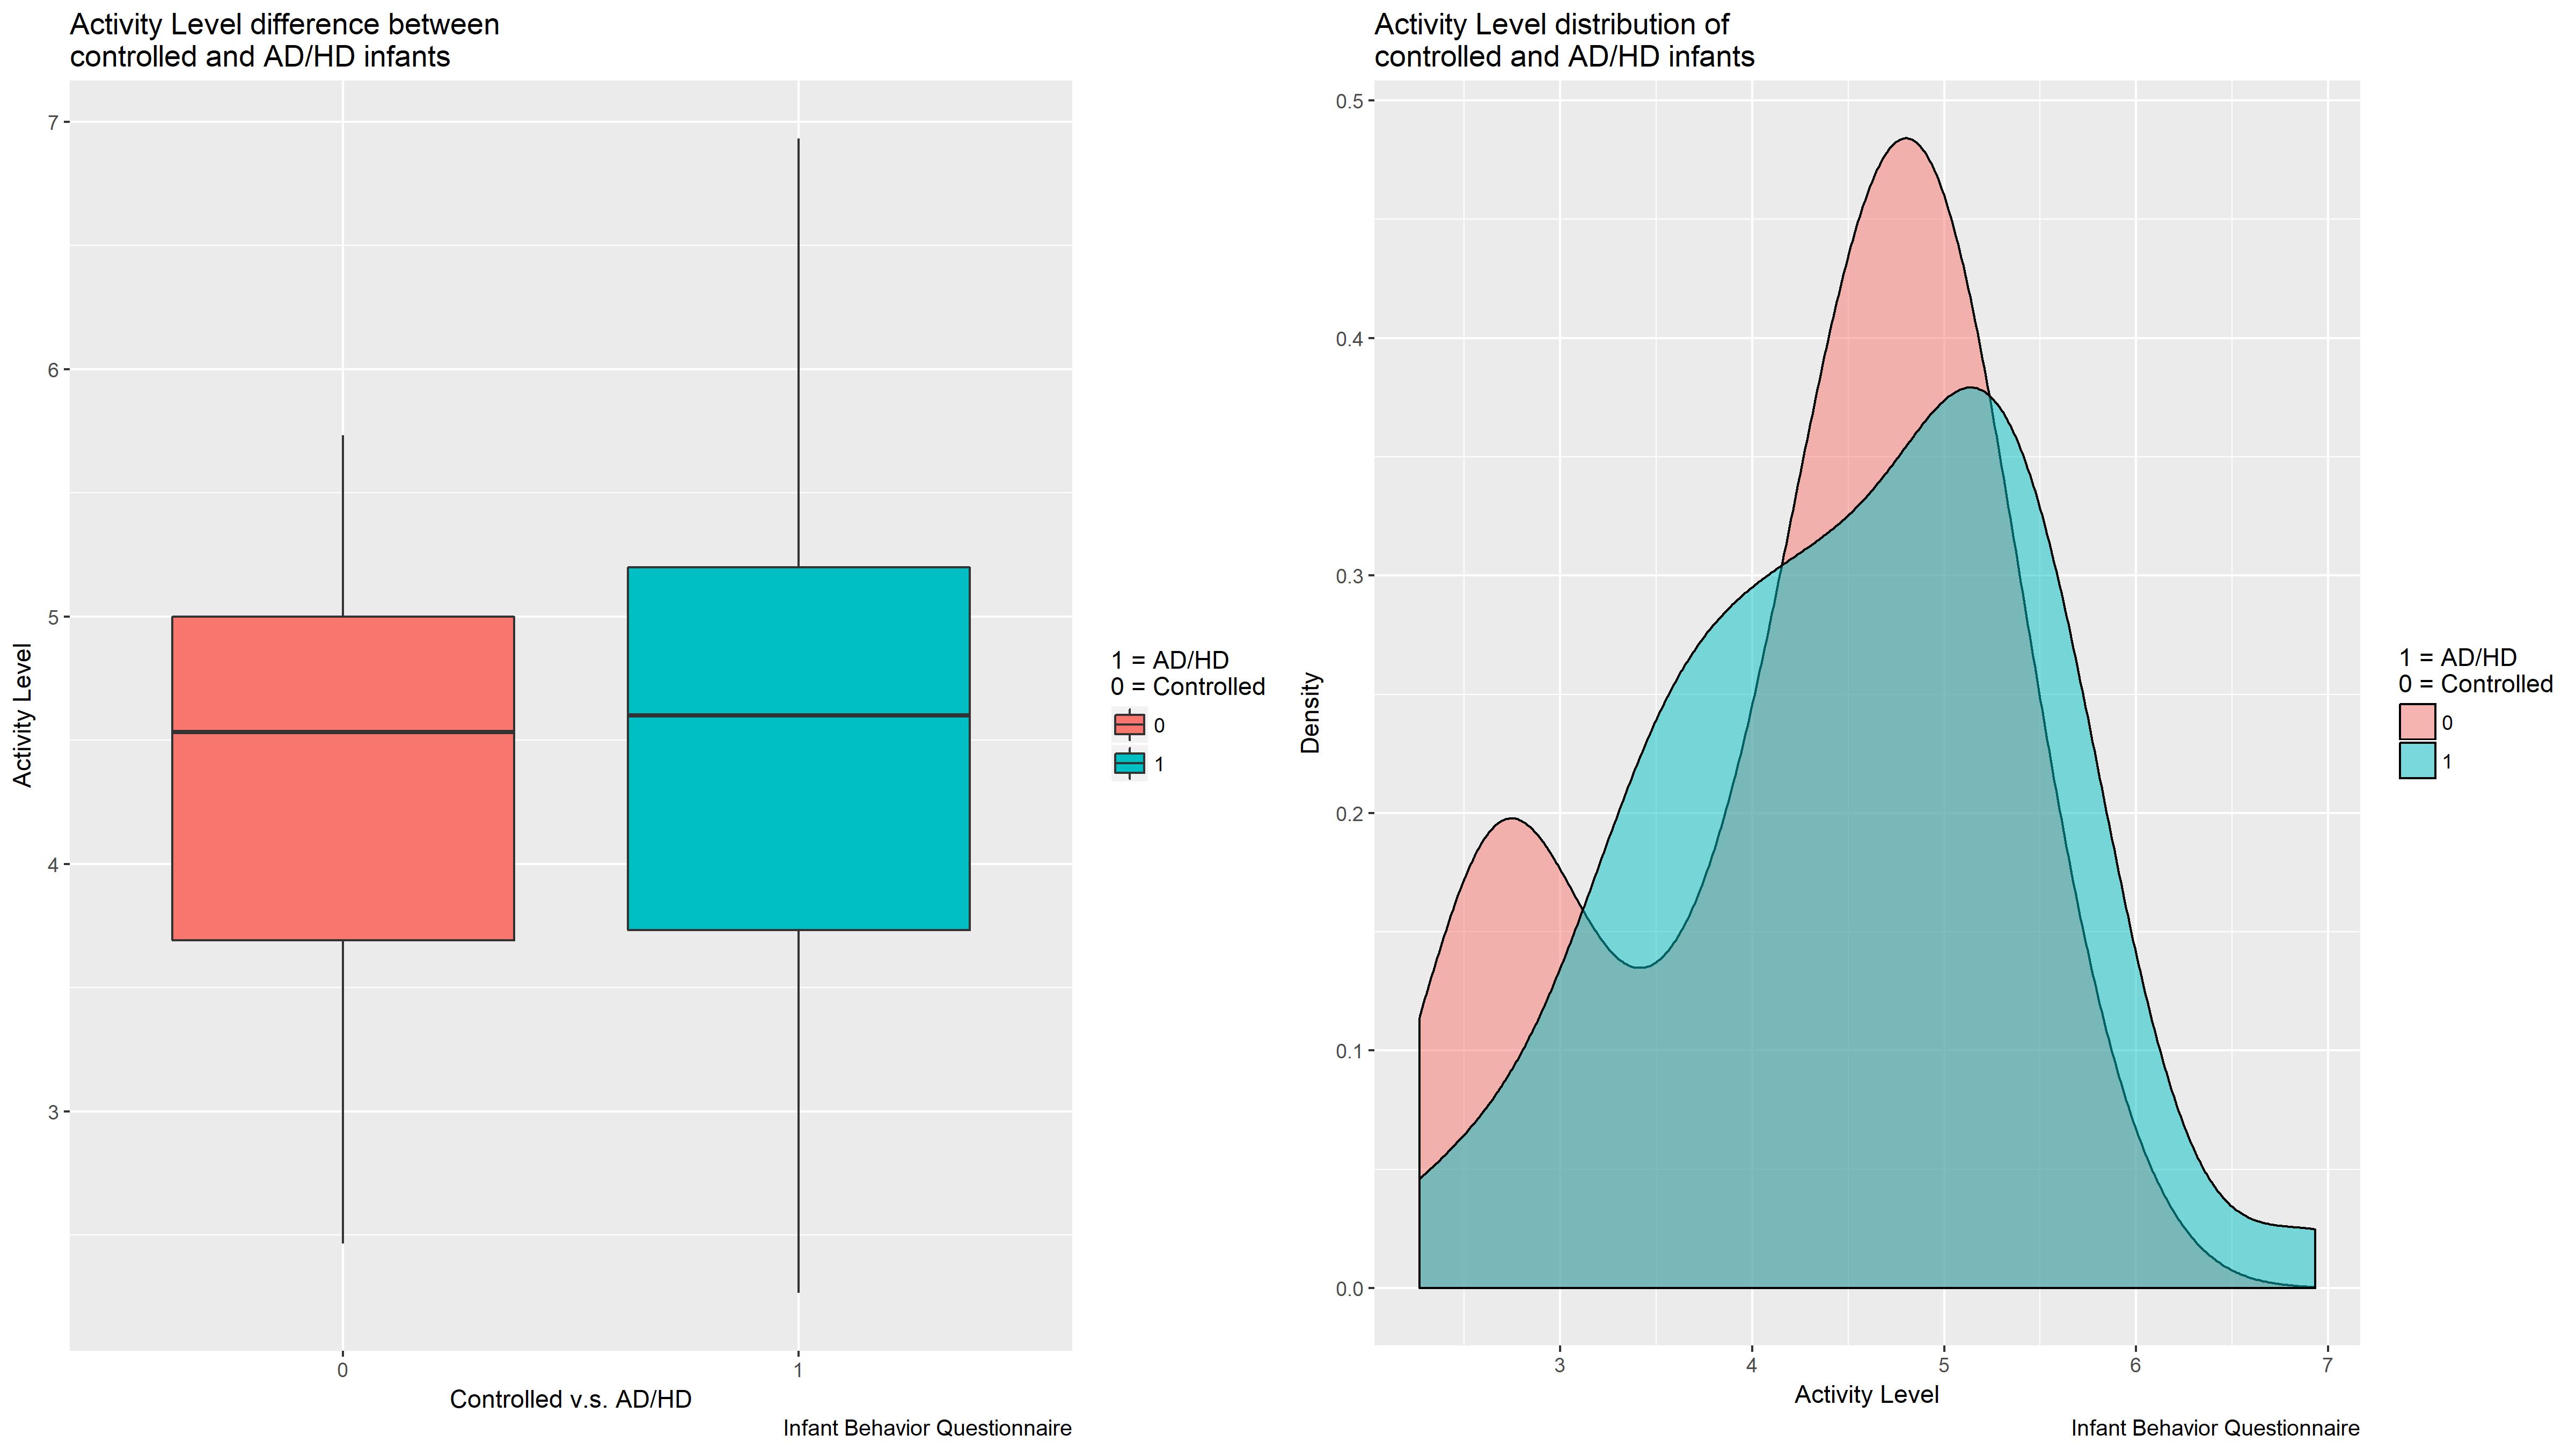 Activity Level difference between
controlled and AD/HD infants
7
6
5
4
3
Activity Level
0
1
Controlled v.s. AD/HD
Infant Behavior Questionnaire
1 = AD/HD
0 = Controlled
0
1
Activity Level distribution of
controlled and AD/HD infants
0.5
0.4
0.3
0.2
0.1
0.0
Density
3
4
5
6
7
Activity Level
Infant Behavior Questionnaire
1 = AD/HD
0 = Controlled
0
1